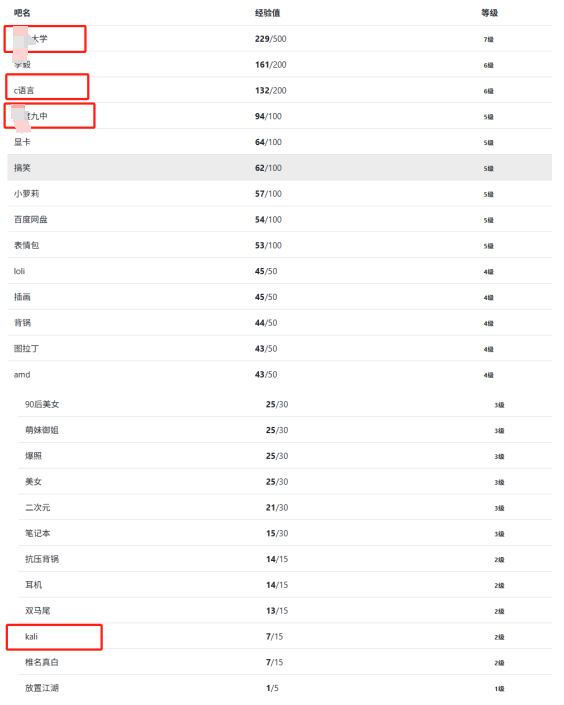 吧名 经验值 等级
大学 229/500 7级
李毅 161/200 6级
c语言 132/200 6级
九中 94/100 5级
显卡 64/100 5级
搞笑 62/100 5级
小萝莉 57/100 5级
百度网盘 54/100 5级
表情包 53/100 5级
loli 45/50 4级
插画 45/50 4级
背锅 44/50 4级
图拉丁 43/50 4级
amd 43/50 4级
90后美女 25/30 3级
萌妹御姐 25/30 3级
爆照 25/30 3级
美女 25/30 3级
二次元 21/30 3级
笔记本 15/30 3级
抗压背锅 14/15 2级
耳机 14/15 2级
双马尾 13/15 2级
kali 7/15 2级
椎名真白 7/15 2级
放置江湖 1/5 1级